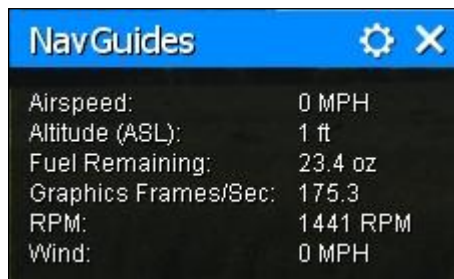 NavGuides
Airspeed: 0 MPH
Altitude (ASL): 1 ft
Fuel Remaining: 23.4 oz
Graphics Frames/Sec: 175.3
RPM: 1441 RPM
Wind: 0 MPH